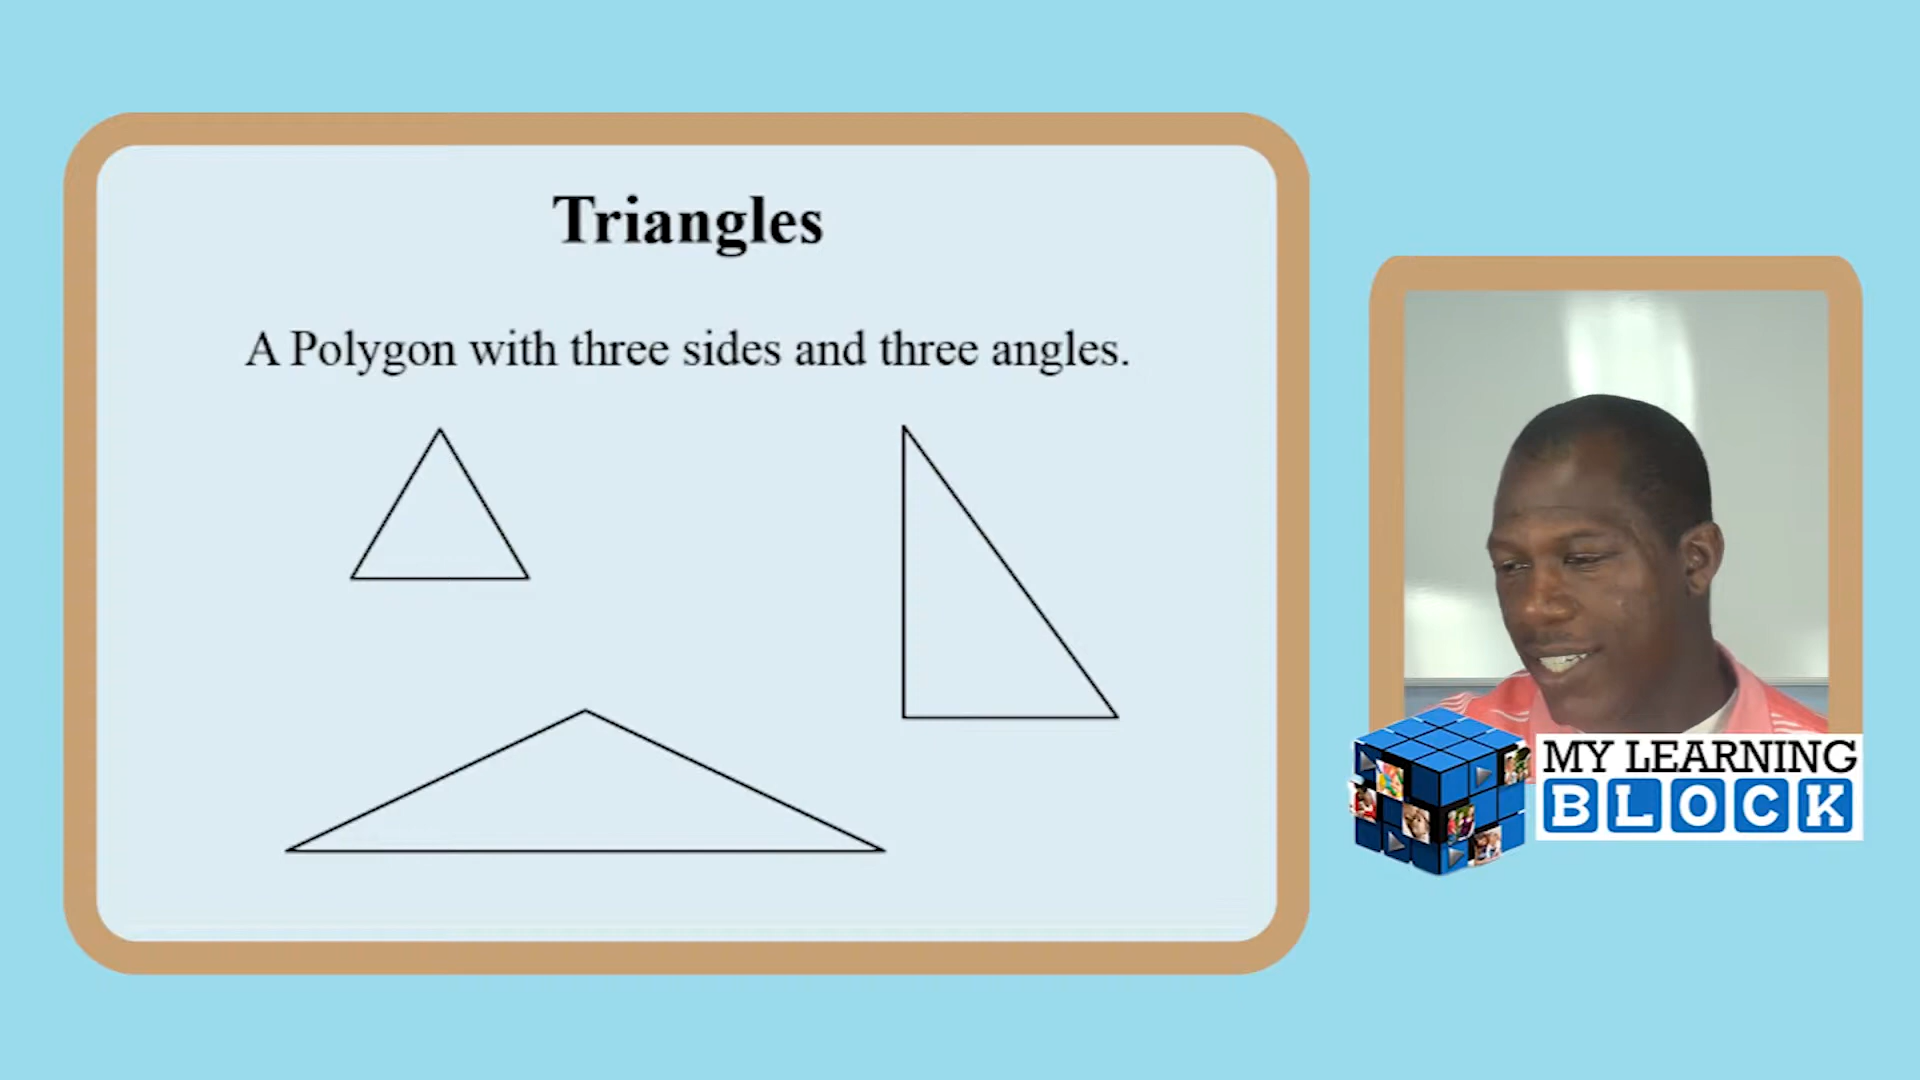 Triangles
A Polygon with three sides and three angles.
MY LEARNING
BLOCK